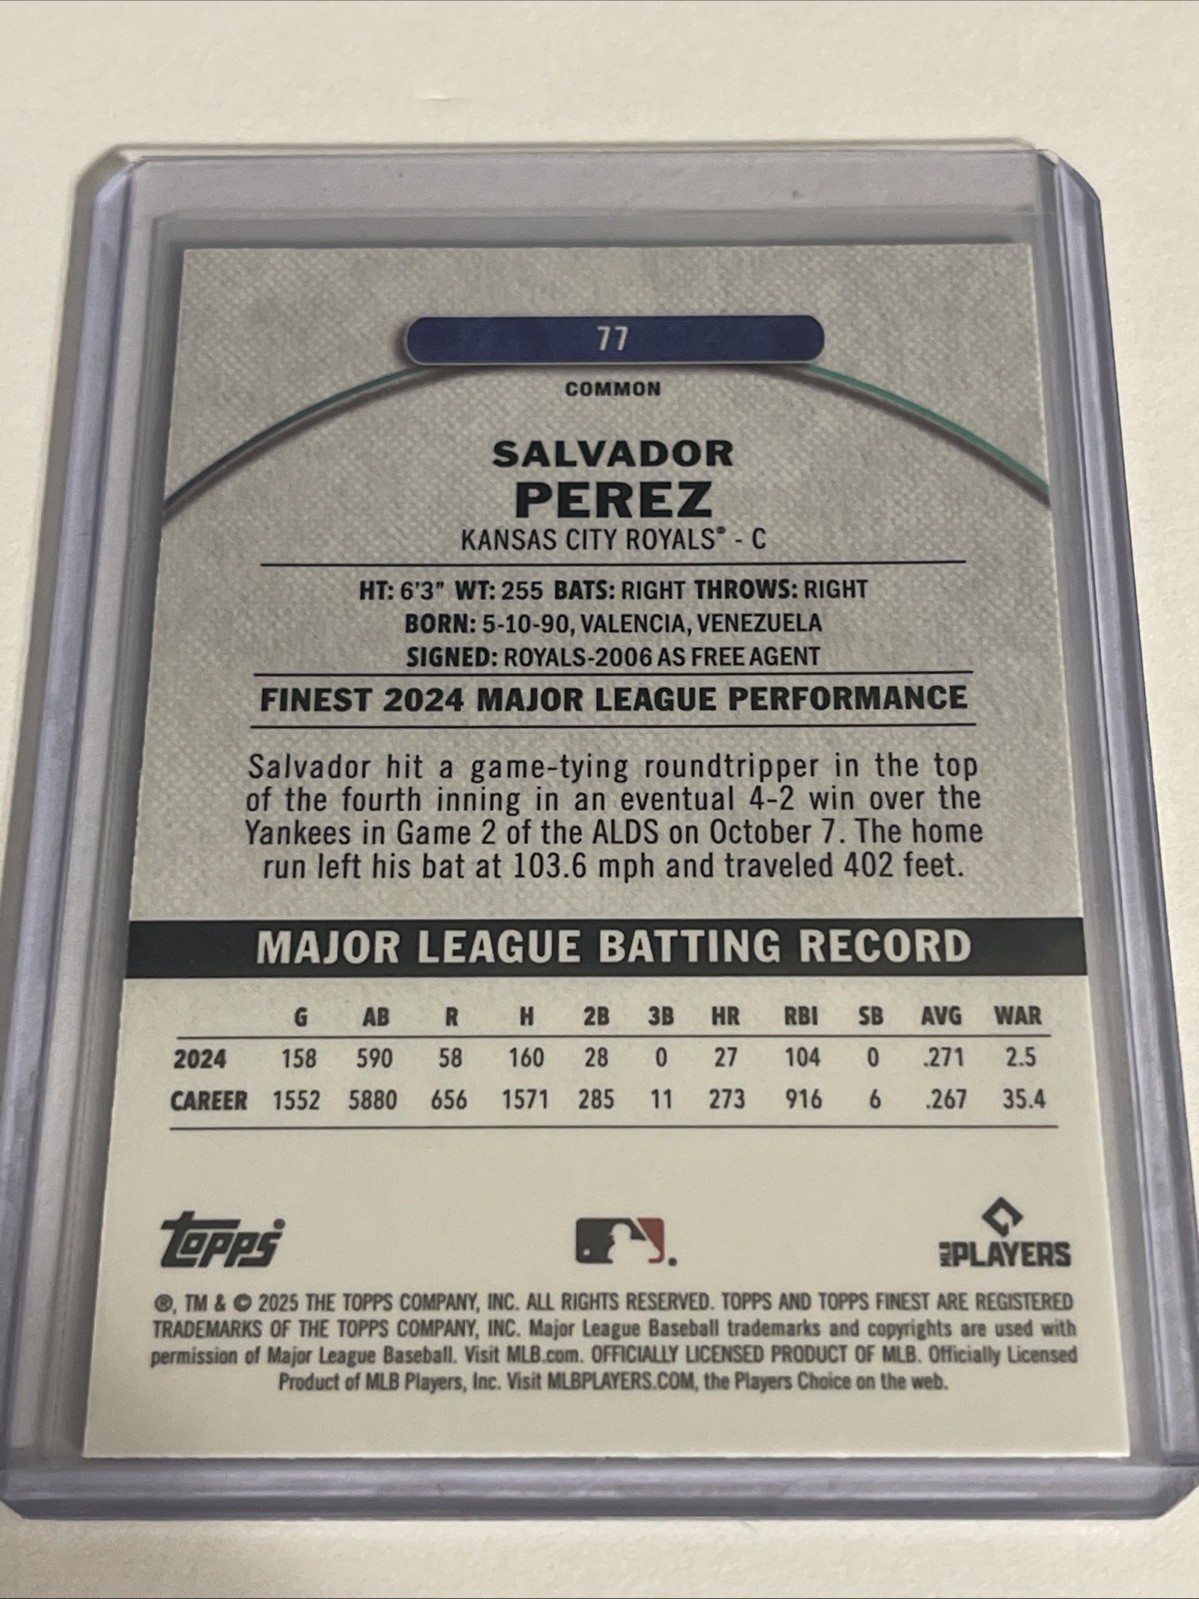 77
COMMON
SALVADOR
PEREZ
KANSAS CITY ROYALS® - C
HT: 6'3" WT: 255 BATS: RIGHT THROWS: RIGHT
BORN: 5-10-90, VALENCIA, VENEZUELA
SIGNED: ROYALS-2006 AS FREE AGENT
FINEST 2024 MAJOR LEAGUE PERFORMANCE
Salvador hit a game-tying roundtripper in the top
of the fourth inning in an eventual 4-2 win over the
Yankees in Game 2 of the ALDS on October 7. The home
run left his bat at 103.6 mph and traveled 402 feet.
MAJOR LEAGUE BATTING RECORD
G AB R H 2B 3B HR RBI SB AVG WAR
2024 158 590 58 160 28 0 27 104 0 .271 2.5
CAREER 1552 5880 656 1571 285 11 273 916 6 .267 35.4
Topps
MLB PLAYERS
®, TM & © 2025 THE TOPPS COMPANY, INC. ALL RIGHTS RESERVED. TOPPS AND TOPPS FINEST ARE REGISTERED
TRADEMARKS OF THE TOPPS COMPANY, INC. Major League Baseball trademarks and copyrights are used with
permission of Major League Baseball. Visit MLB.com. OFFICIALLY LICENSED PRODUCT OF MLB. Officially Licensed
Product of MLB Players, Inc. Visit MLBPLAYERS.COM, the Players Choice on the web.